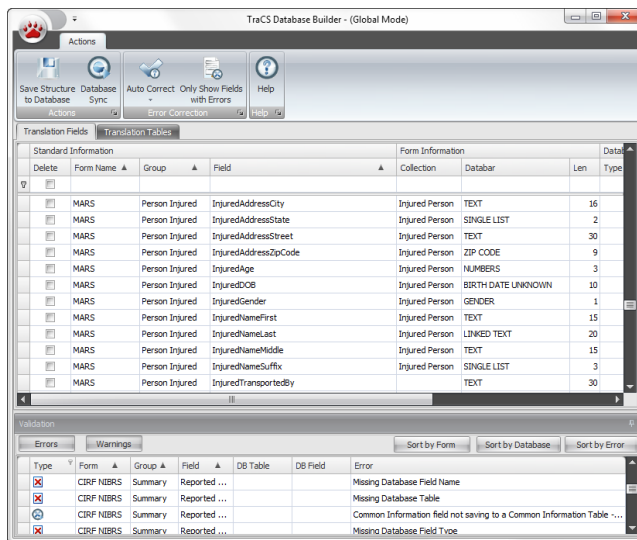 TraCS Database Builder - (Global Mode)
Actions
Save Structure to Database
Database Sync
Auto Correct
Only Show Fields with Errors
Help
Actions
Error Correction
Help
Translation Fields
Translation Tables
Standard Information Form Information
Delete Form Name Group Field Collection Databar Len Type
MARS Person Injured InjuredAddressCity Injured Person TEXT 16
MARS Person Injured InjuredAddressState Injured Person SINGLE LIST 2
MARS Person Injured InjuredAddressStreet Injured Person TEXT 30
MARS Person Injured InjuredAddressZipCode Injured Person ZIP CODE 9
MARS Person Injured InjuredAge Injured Person NUMBERS 3
MARS Person Injured InjuredDOB Injured Person BIRTH DATE UNKNOWN 10
MARS Person Injured InjuredGender Injured Person GENDER 1
MARS Person Injured InjuredNameFirst Injured Person TEXT 15
MARS Person Injured InjuredNameLast Injured Person LINKED TEXT 20
MARS Person Injured InjuredNameMiddle Injured Person TEXT 15
MARS Person Injured InjuredNameSuffix Injured Person SINGLE LIST 3
MARS Person Injured InjuredTransportedBy TEXT 30
Validation
Errors Warnings Sort by Form Sort by Database Sort by Error
Type Form Group Field DB Table DB Field Error
CIRF NIBRS Summary Reported ... Missing Database Field Name
CIRF NIBRS Summary Reported ... Missing Database Table
CIRF NIBRS Summary Reported ... Common Information field not saving to a Common Information Table -...
CIRF NIBRS Summary Reported ... Missing Database Field Type